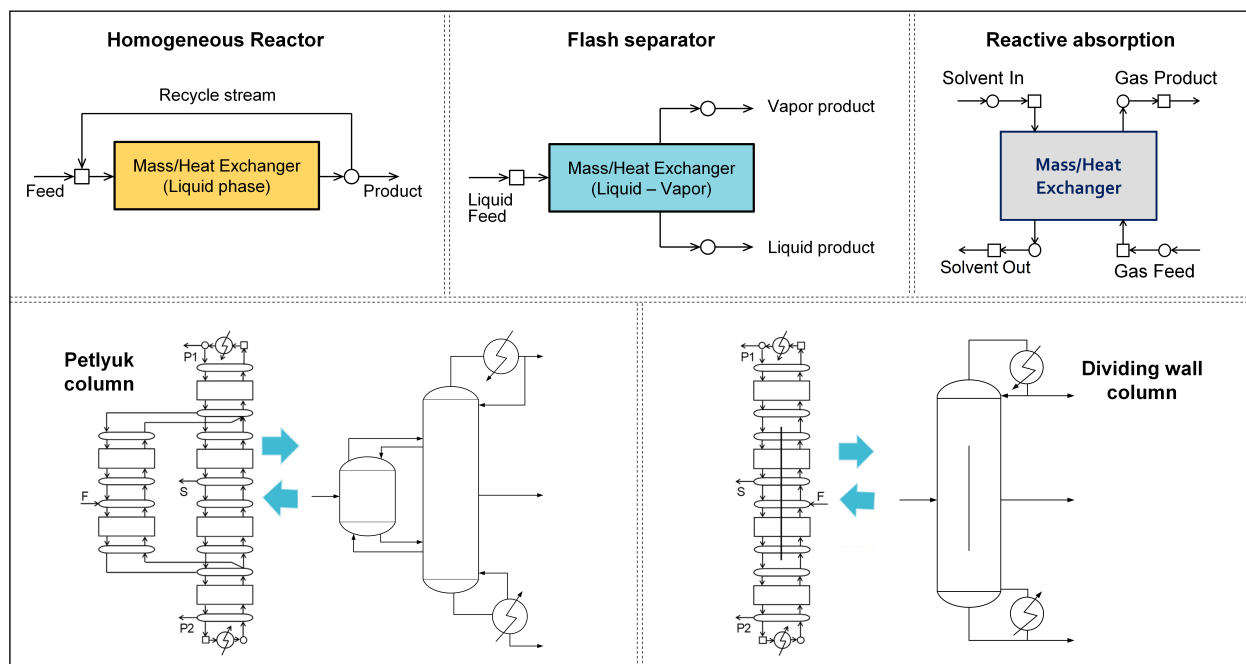 Homogeneous Reactor
Recycle stream
Mass/Heat Exchanger
(Liquid phase)
Feed
Product
Flash separator
Vapor product
Mass/Heat Exchanger
(Liquid – Vapor)
Liquid
Feed
Liquid product
Reactive absorption
Solvent In
Gas Product
Mass/Heat
Exchanger
Solvent Out
Gas Feed
Petlyuk
column
P1
S
F
P2
Dividing wall
column
P1
S
F
P2